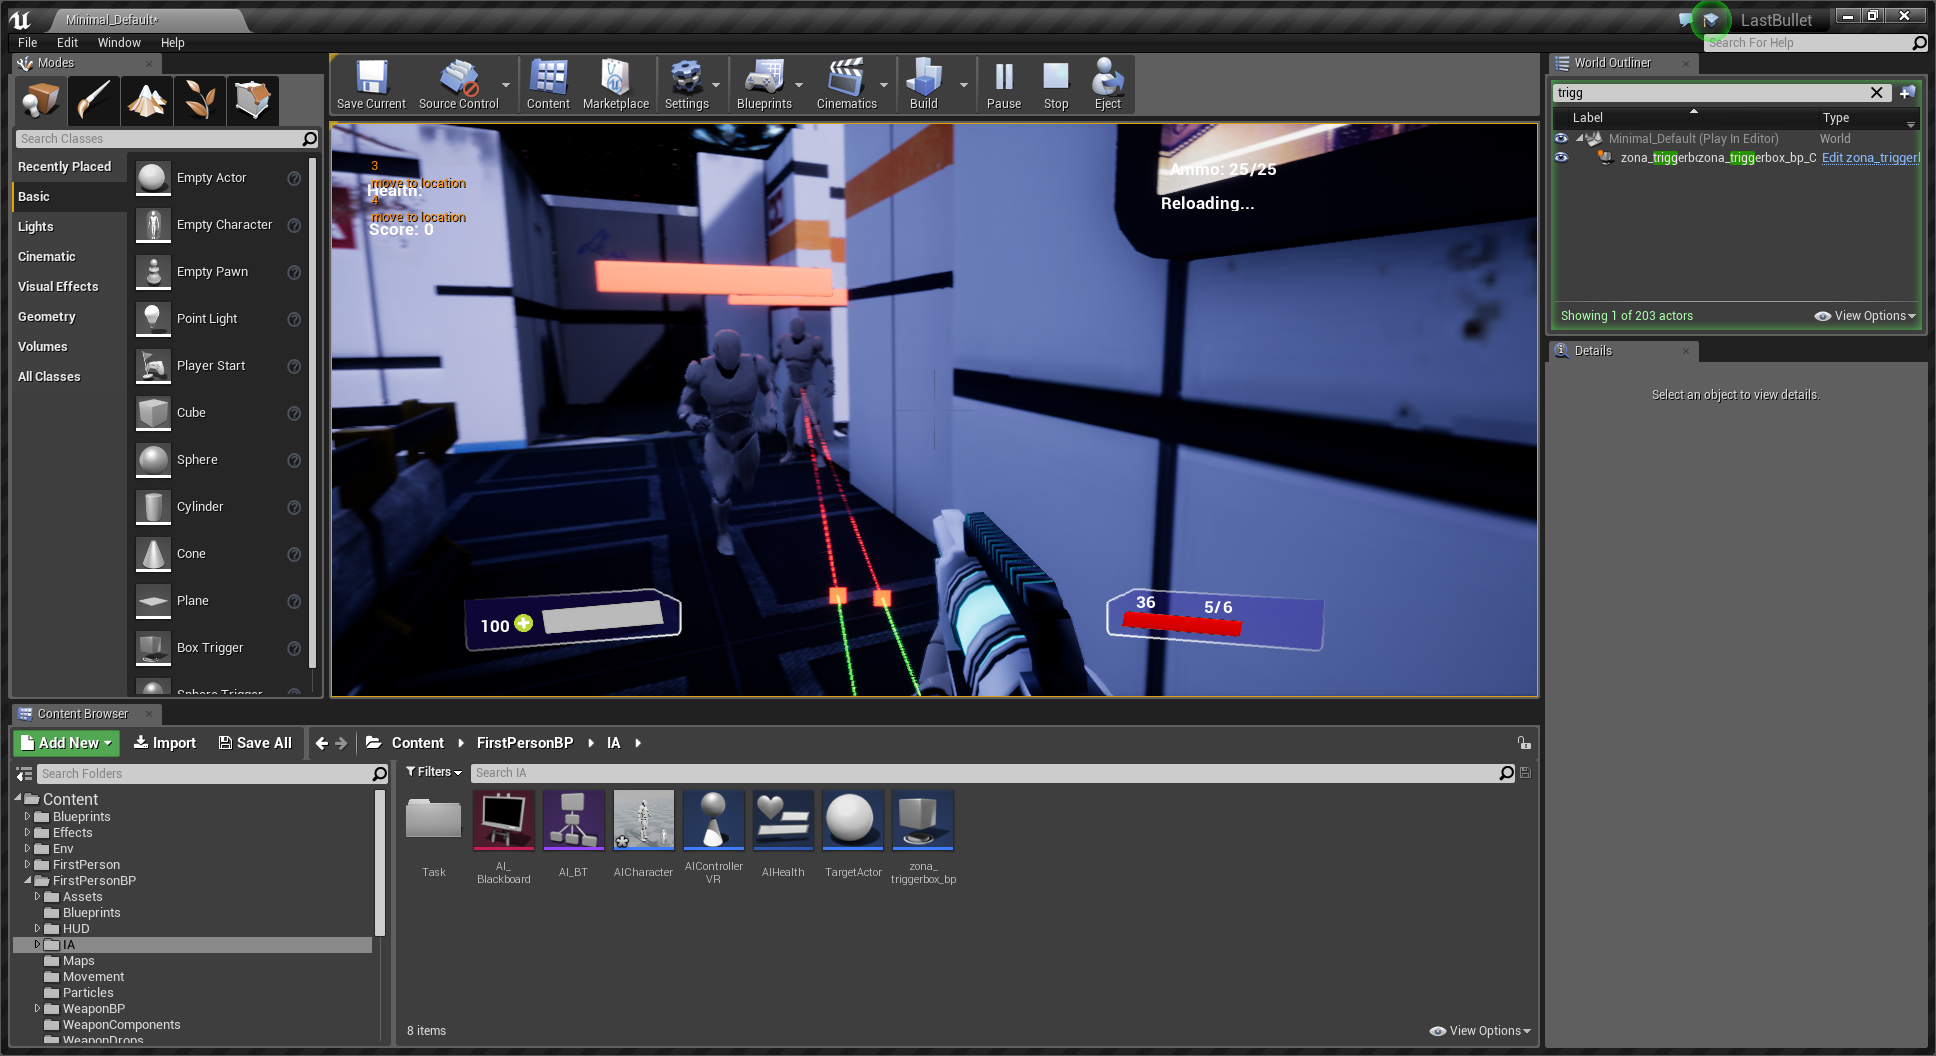 Minimal_Default*
LastBullet
File Edit Window Help
Search For Help
Modes
Search Classes
Recently Placed
Basic
Lights
Cinematic
Visual Effects
Geometry
Volumes
All Classes
Empty Actor
Empty Character
Empty Pawn
Point Light
Player Start
Cube
Sphere
Cylinder
Cone
Plane
Box Trigger
Sphere Trigger
Save Current
Source Control
Content
Marketplace
Settings
Blueprints
Cinematics
Build
Pause
Stop
Eject
3
move to location
Health:
4
move to location
Score: 0
Ammo: 25/25
Reloading...
100
36
5/6
World Outliner
trigg
Label Type
Minimal_Default (Play In Editor) World
zona_triggerbczona_triggerbox_bp_C Edit zona_triggerl
Showing 1 of 203 actors
View Options
Details
Select an object to view details.
Content Browser
Add New Import Save All Content FirstPersonBP IA
Search Folders
Filters
Search IA
Content
Blueprints
Effects
Env
FirstPerson
FirstPersonBP
Assets
Blueprints
HUD
IA
Maps
Movement
Particles
WeaponBP
WeaponComponents
WeaponDrops
Task
AI_
Blackboard
AI_BT
AICharacter
AIController
VR
AIHealth
TargetActor
zona_
triggerbox_bp
8 items
View Options